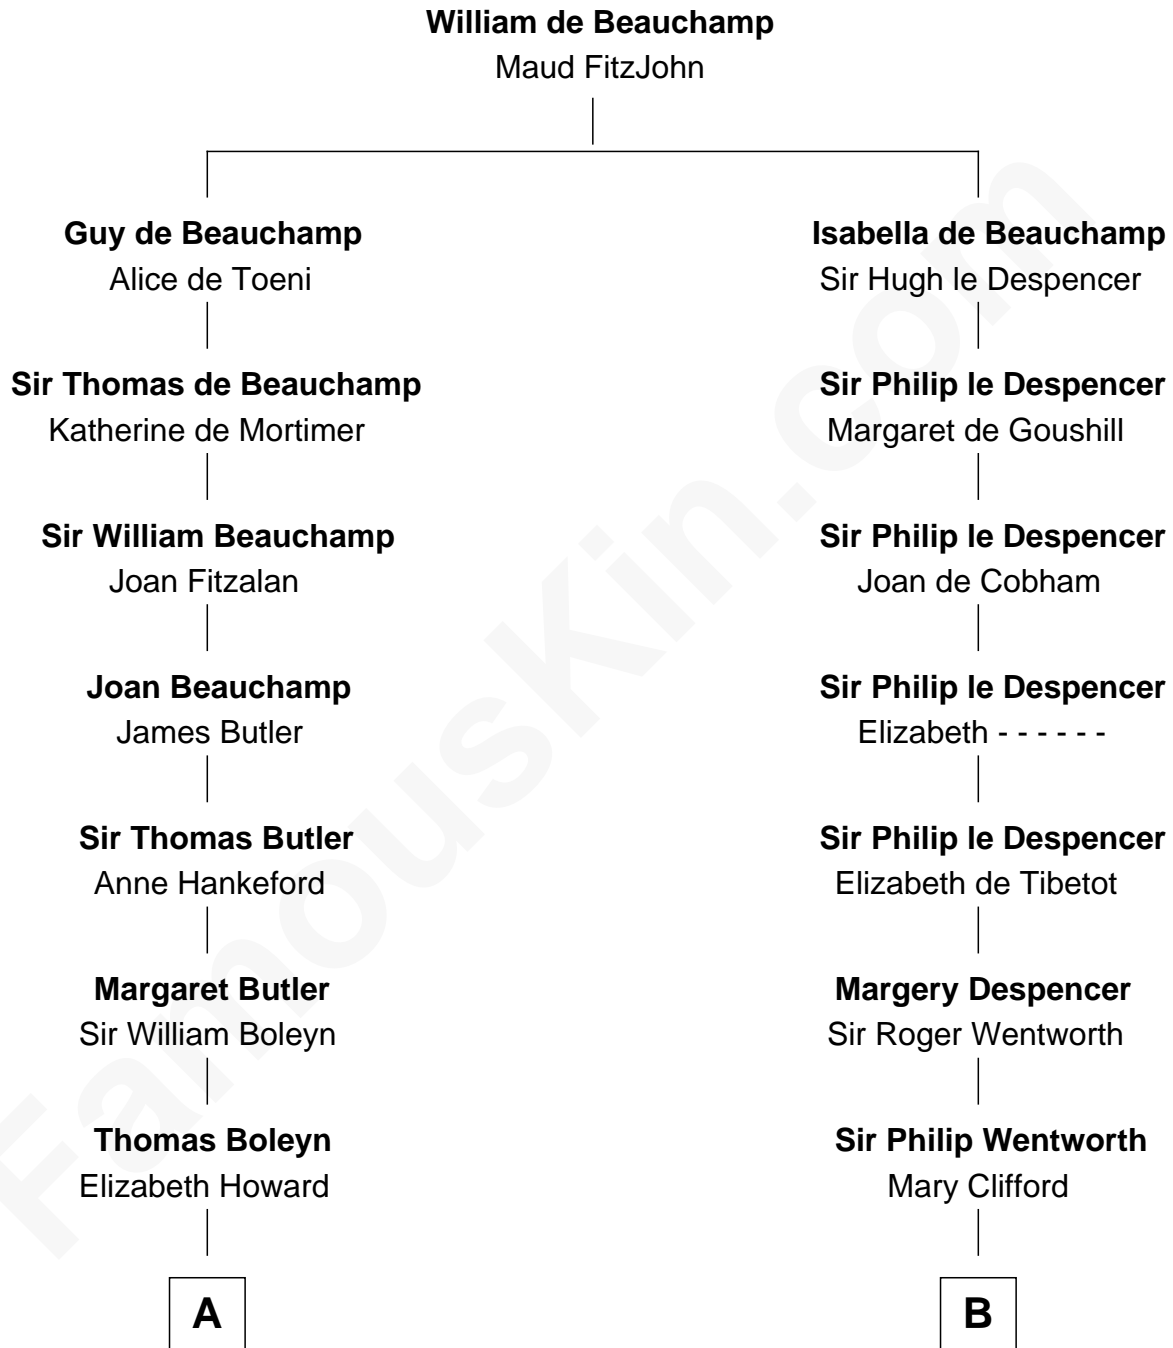 William de Beauchamp
Maud FitzJohn
Guy de Beauchamp
Alice de Toeni
Isabella de Beauchamp
Sir Hugh le Despencer
Sir Thomas de Beauchamp
Katherine de Mortimer
Sir Philip le Despencer
Margaret de Goushill
Sir William Beauchamp
Joan Fitzalan
Sir Philip le Despencer
Joan de Cobham
Joan Beauchamp
James Butler
Sir Philip le Despencer
Elizabeth - - - - - -
Sir Thomas Butler
Anne Hankeford
Sir Philip le Despencer
Elizabeth de Tibetot
Margaret Butler
Sir William Boleyn
Margery Despencer
Sir Roger Wentworth
Thomas Boleyn
Elizabeth Howard
Sir Philip Wentworth
Mary Clifford
A
B
FamousKin.com